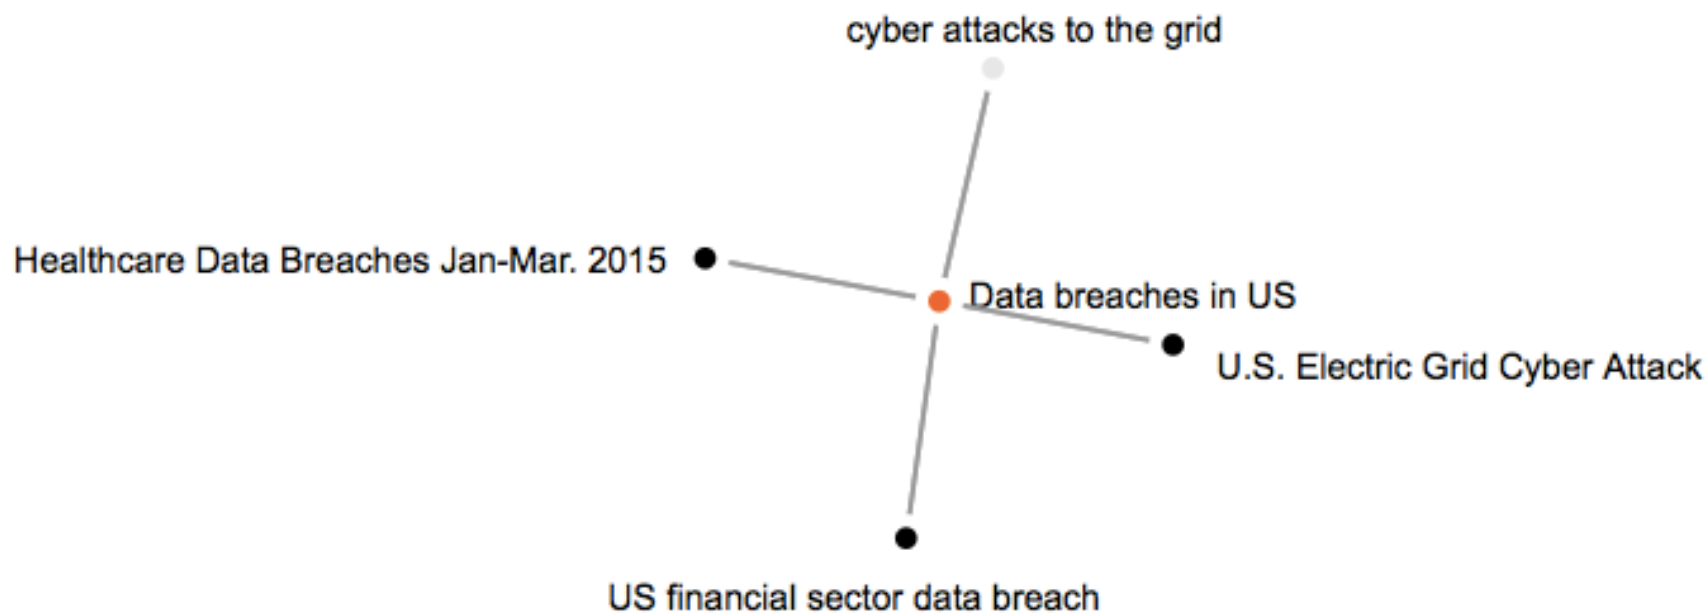 cyber attacks to the grid
Healthcare Data Breaches Jan-Mar. 2015
Data breaches in US
U.S. Electric Grid Cyber Attack
US financial sector data breach